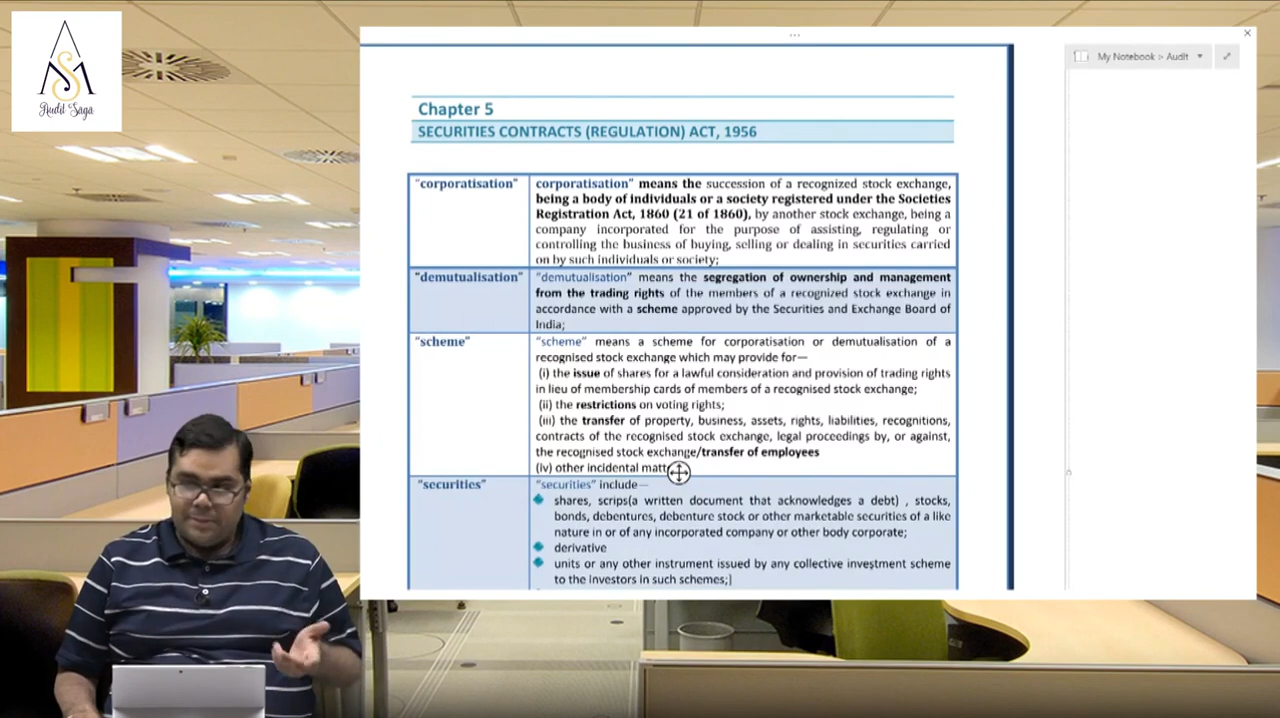 Audit Saga
My Notebook :- Audit
Chapter 5
SECURITIES CONTRACTS (REGULATION) ACT, 1956
"corporatisation"
corporatisation" means the succession of a recognized stock exchange,
being a body of individuals or a society registered under the Societies
Registration Act, 1860 (21 of 1860), by another stock exchange, being a
company incorporated for the purpose of assisting, regulating or
controlling the business of buying, selling or dealing in securities carried
on by such individuals or society;
"demutualisation"
"demutualisation" means the segregation of ownership and management
from the trading rights of the members of a recognized stock exchange in
accordance with a scheme approved by the Securities and Exchange Board of
India;
"scheme"
"scheme" means a scheme for corporatisation or demutualisation of a
recognised stock exchange which may provide for—
(i) the issue of shares for a lawful consideration and provision of trading rights
in lieu of membership cards of members of a recognised stock exchange;
(ii) the restrictions on voting rights;
(iii) the transfer of property, business, assets, rights, liabilities, recognitions,
contracts of the recognised stock exchange, legal proceedings by, or against,
the recognised stock exchange/transfer of employees
(iv) other incidental matt
"securities"
"securities" include—
shares, scrips(a written document that acknowledges a debt) , stocks,
bonds, debentures, debenture stock or other marketable securities of a like
nature in or of any incorporated company or other body corporate;
derivative
units or any other instrument issued by any collective investment scheme
to the investors in such schemes;]